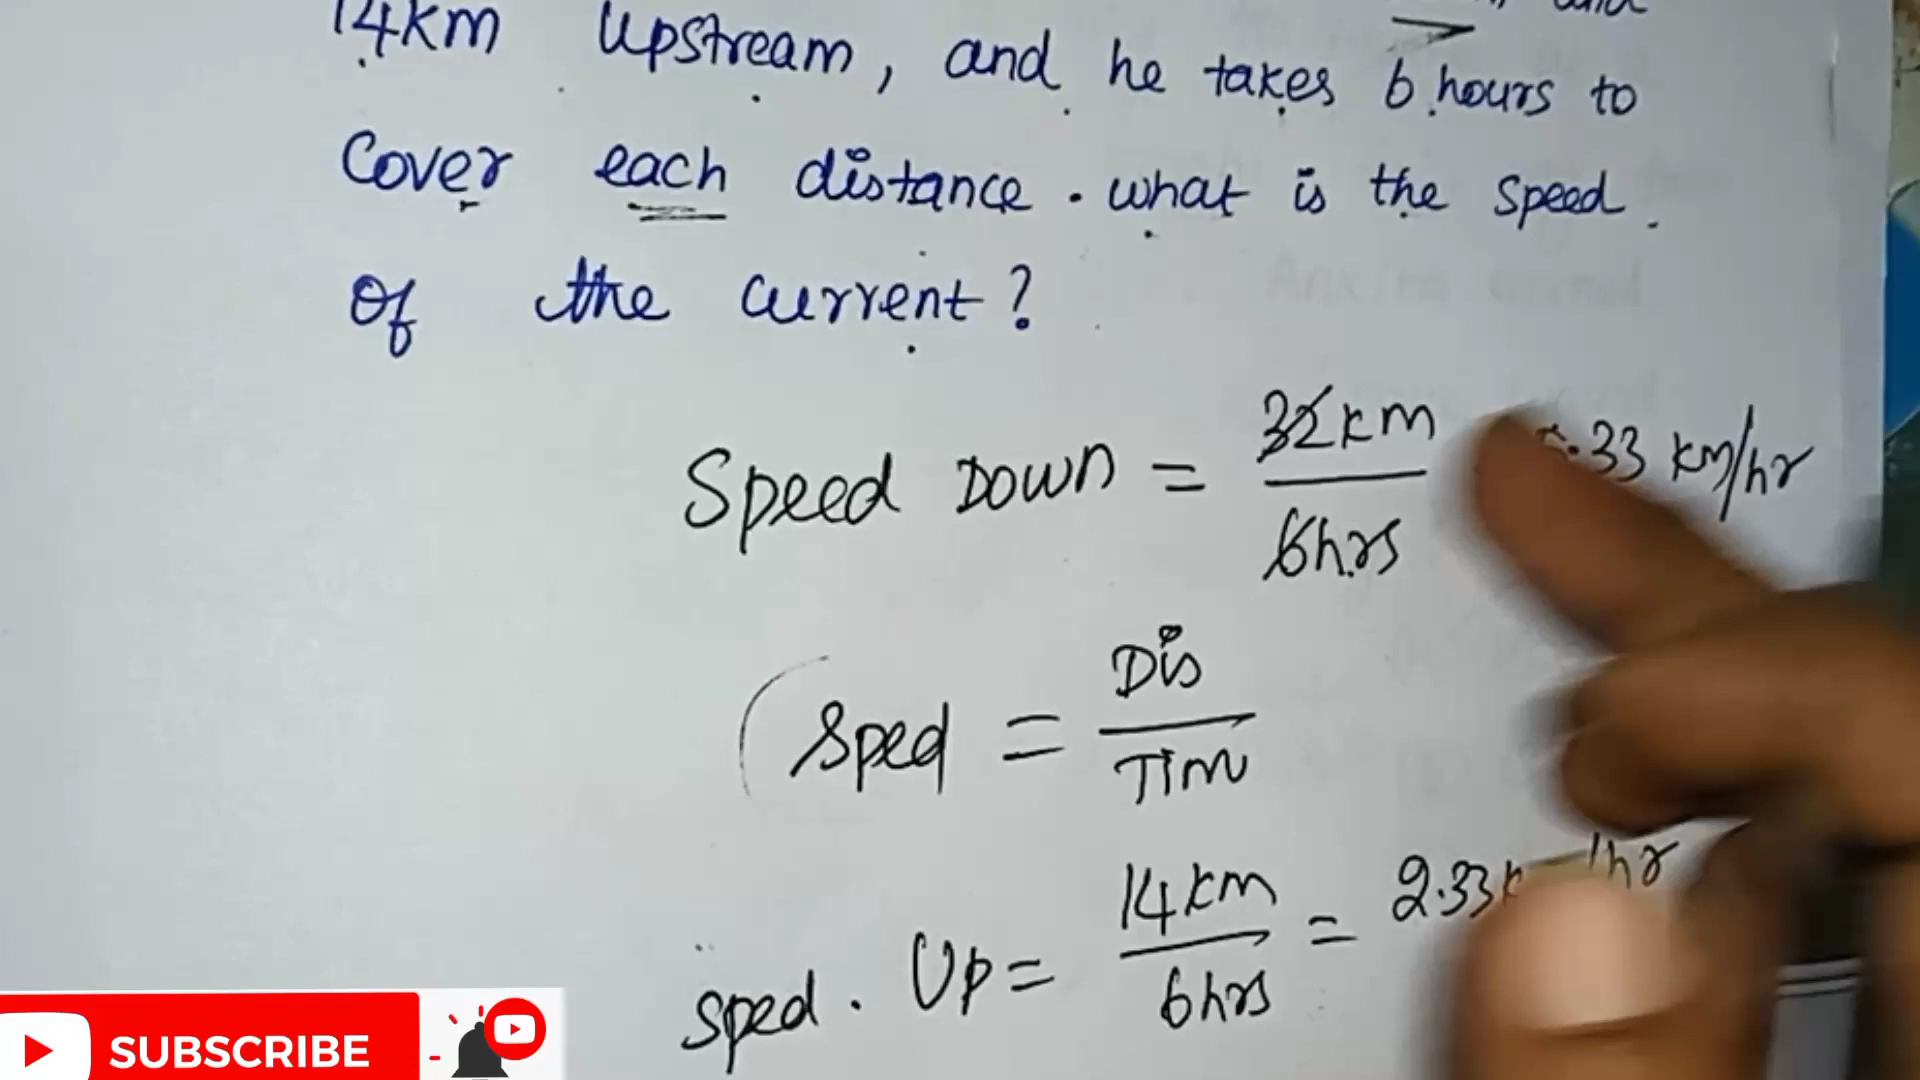 14km Upstream, and he takes 6 hours to
Cover each distance. what is the speed
Of the current?
Speed Down = 32km / 6hrs .33 km/hr
Sped = Dis / Tim
Sped. Up = 14km / 6hrs = 2.33k /hr
SUBSCRIBE